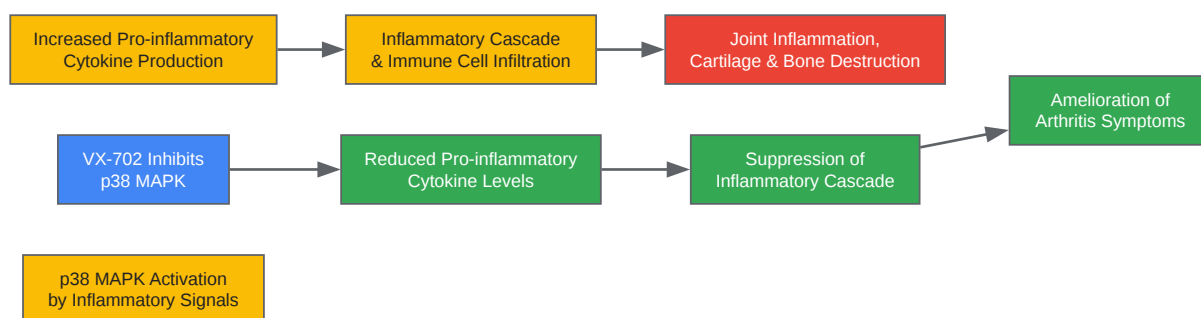 Increased Pro-inflammatory
Cytokine Production
Inflammatory Cascade
& Immune Cell Infiltration
Joint Inflammation,
Cartilage & Bone Destruction
Amelioration of
Arthritis Symptoms
VX-702 Inhibits
p38 MAPK
Reduced Pro-inflammatory
Cytokine Levels
Suppression of
Inflammatory Cascade
p38 MAPK Activation
by Inflammatory Signals